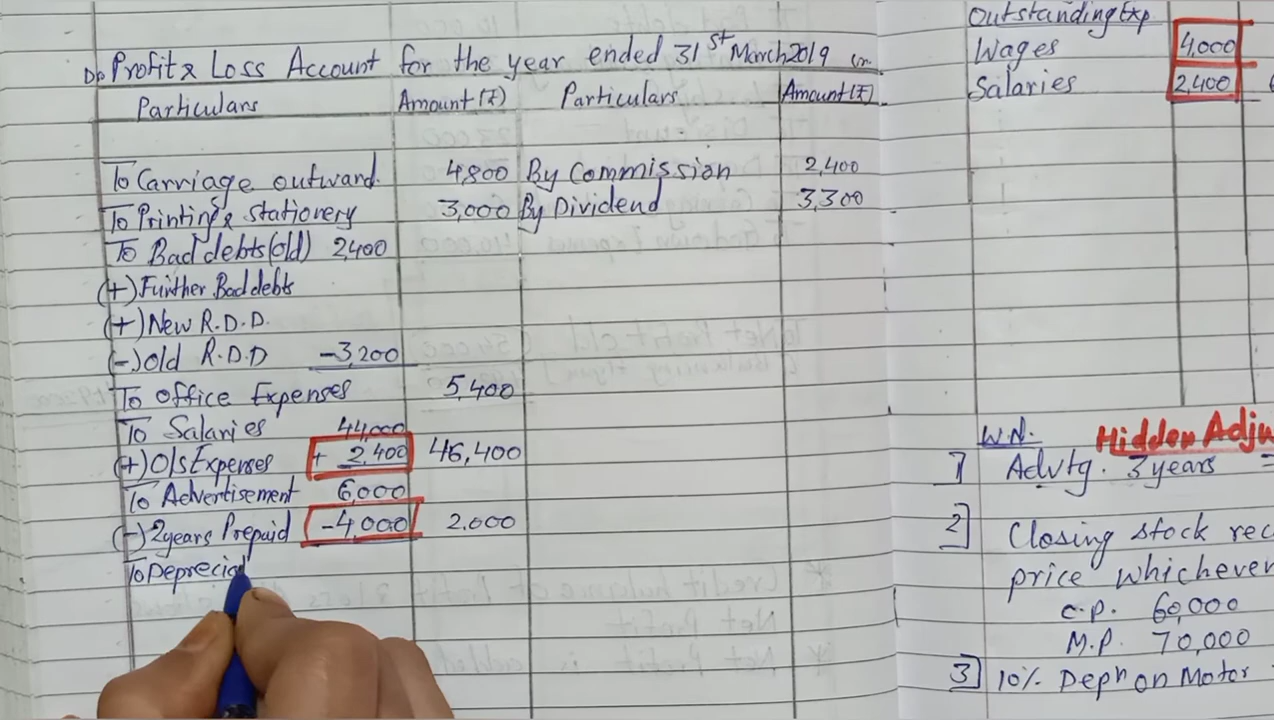 Profit & Loss Account for the year ended 31st March 2019
Particulars Amount (₹) Particulars Amount (₹)
To Carriage outward. 4,800 By Commission 2,400
To Printing & Stationery 3,000 By Dividend 3,300
To Bad debts (old) 2,400
(+) Further Bad debts
(+) New R.D.D.
(-) Old R.D.D -3,200
To Office Expenses 5,400
To Salaries 44,000
(+) O/s Expenses + 2,400 46,400
To Advertisement 6,000
(-) 2 years Prepaid -4,000 2,000
To Depreciat
Outstanding Exp
Wages 4,000
Salaries 2,400
W.N. Hidden Adju
1] Advtg. 3 years =
2] Closing stock rec
price whichever
C.P. 60,000
M.P. 70,000
3] 10% Depn on Motor